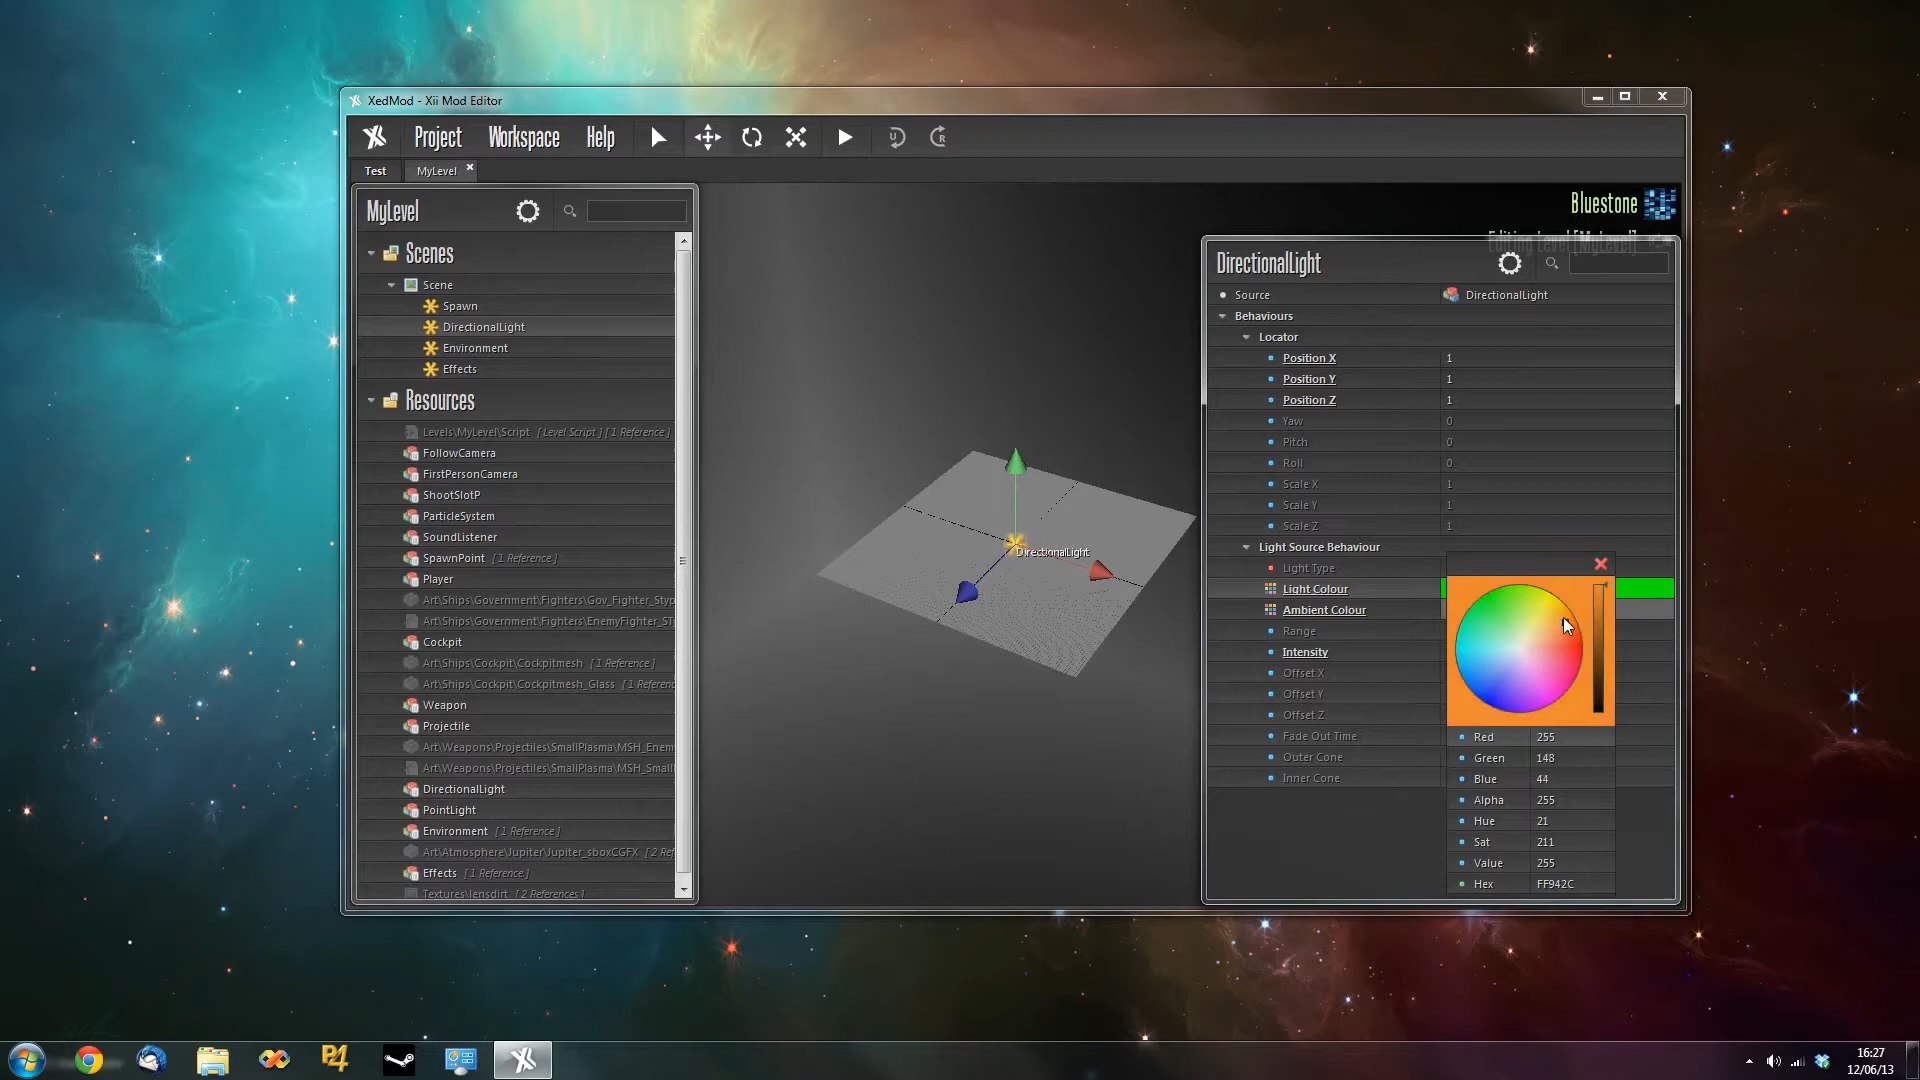 XedMod - Xii Mod Editor
Project Workspace Help
Test MyLevel
MyLevel
Scenes
Scene
Spawn
DirectionalLight
Environment
Effects
Resources
Levels\MyLevel\Script [Level Script] [1 Reference]
FollowCamera
FirstPersonCamera
ShootSlotP
ParticleSystem
SoundListener
SpawnPoint [1 Reference]
Player
Art\Ships\Government\Fighters\Gov_Fighter_Styp
Art\Ships\Government\Fighters\EnemyFighter_STy
Cockpit
Art\Ships\Cockpit\Cockpitmesh [1 Reference]
Art\Ships\Cockpit\Cockpitmesh_Glass [1 Referenc
Weapon
Projectile
Art\Weapons\Projectiles\SmallPlasma\MSH_Enem
Art\Weapons\Projectiles\SmallPlasma\MSH_Small
DirectionalLight
PointLight
Environment [1 Reference]
Art\Atmosphere\Jupiter\Jupiter_sboxCGFX [2 Ref
Effects [1 Reference]
Textures\lensdirt [2 References]
DirectionalLight
Bluestone
Editing Level [MyLevel]
DirectionalLight
Source DirectionalLight
Behaviours
Locator
Position X 1
Position Y 1
Position Z 1
Yaw 0
Pitch 0
Roll 0
Scale X 1
Scale Y 1
Scale Z 1
Light Source Behaviour
Light Type
Light Colour
Ambient Colour
Range
Intensity
Offset X
Offset Y
Offset Z
Fade Out Time
Outer Cone
Inner Cone
Red 255
Green 148
Blue 44
Alpha 255
Hue 21
Sat 211
Value 255
Hex FF942C
P4
16:27
12/06/13